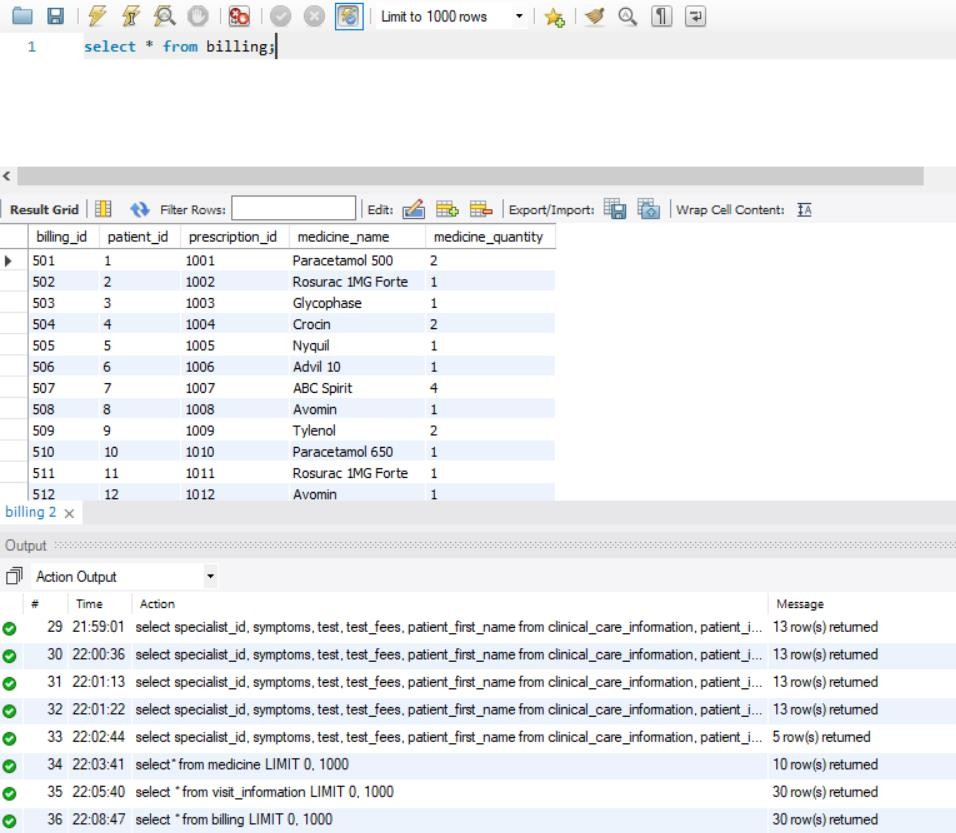 Limit to 1000 rows
1 select * from billing;
Result Grid Filter Rows: Edit: Export/Import: Wrap Cell Content:
billing_id patient_id prescription_id medicine_name medicine_quantity
501 1 1001 Paracetamol 500 2
502 2 1002 Rosurac 1MG Forte 1
503 3 1003 Glycophase 1
504 4 1004 Crocin 2
505 5 1005 Nyquil 1
506 6 1006 Advil 10 1
507 7 1007 ABC Spirit 4
508 8 1008 Avomin 1
509 9 1009 Tylenol 2
510 10 1010 Paracetamol 650 1
511 11 1011 Rosurac 1MG Forte 1
512 12 1012 Avomin 1
billing 2
Output
Action Output
# Time Action Message
29 21:59:01 select specialist_id, symptoms, test, test_fees, patient_first_name from clinical_care_information, patient_i... 13 row(s) returned
30 22:00:36 select specialist_id, symptoms, test, test_fees, patient_first_name from clinical_care_information, patient_i... 13 row(s) returned
31 22:01:13 select specialist_id, symptoms, test, test_fees, patient_first_name from clinical_care_information, patient_i... 13 row(s) returned
32 22:01:22 select specialist_id, symptoms, test, test_fees, patient_first_name from clinical_care_information, patient_i... 13 row(s) returned
33 22:02:44 select specialist_id, symptoms, test, test_fees, patient_first_name from clinical_care_information, patient_i... 5 row(s) returned
34 22:03:41 select* from medicine LIMIT 0, 1000 10 row(s) returned
35 22:05:40 select * from visit_information LIMIT 0, 1000 30 row(s) returned
36 22:08:47 select * from billing LIMIT 0, 1000 30 row(s) returned